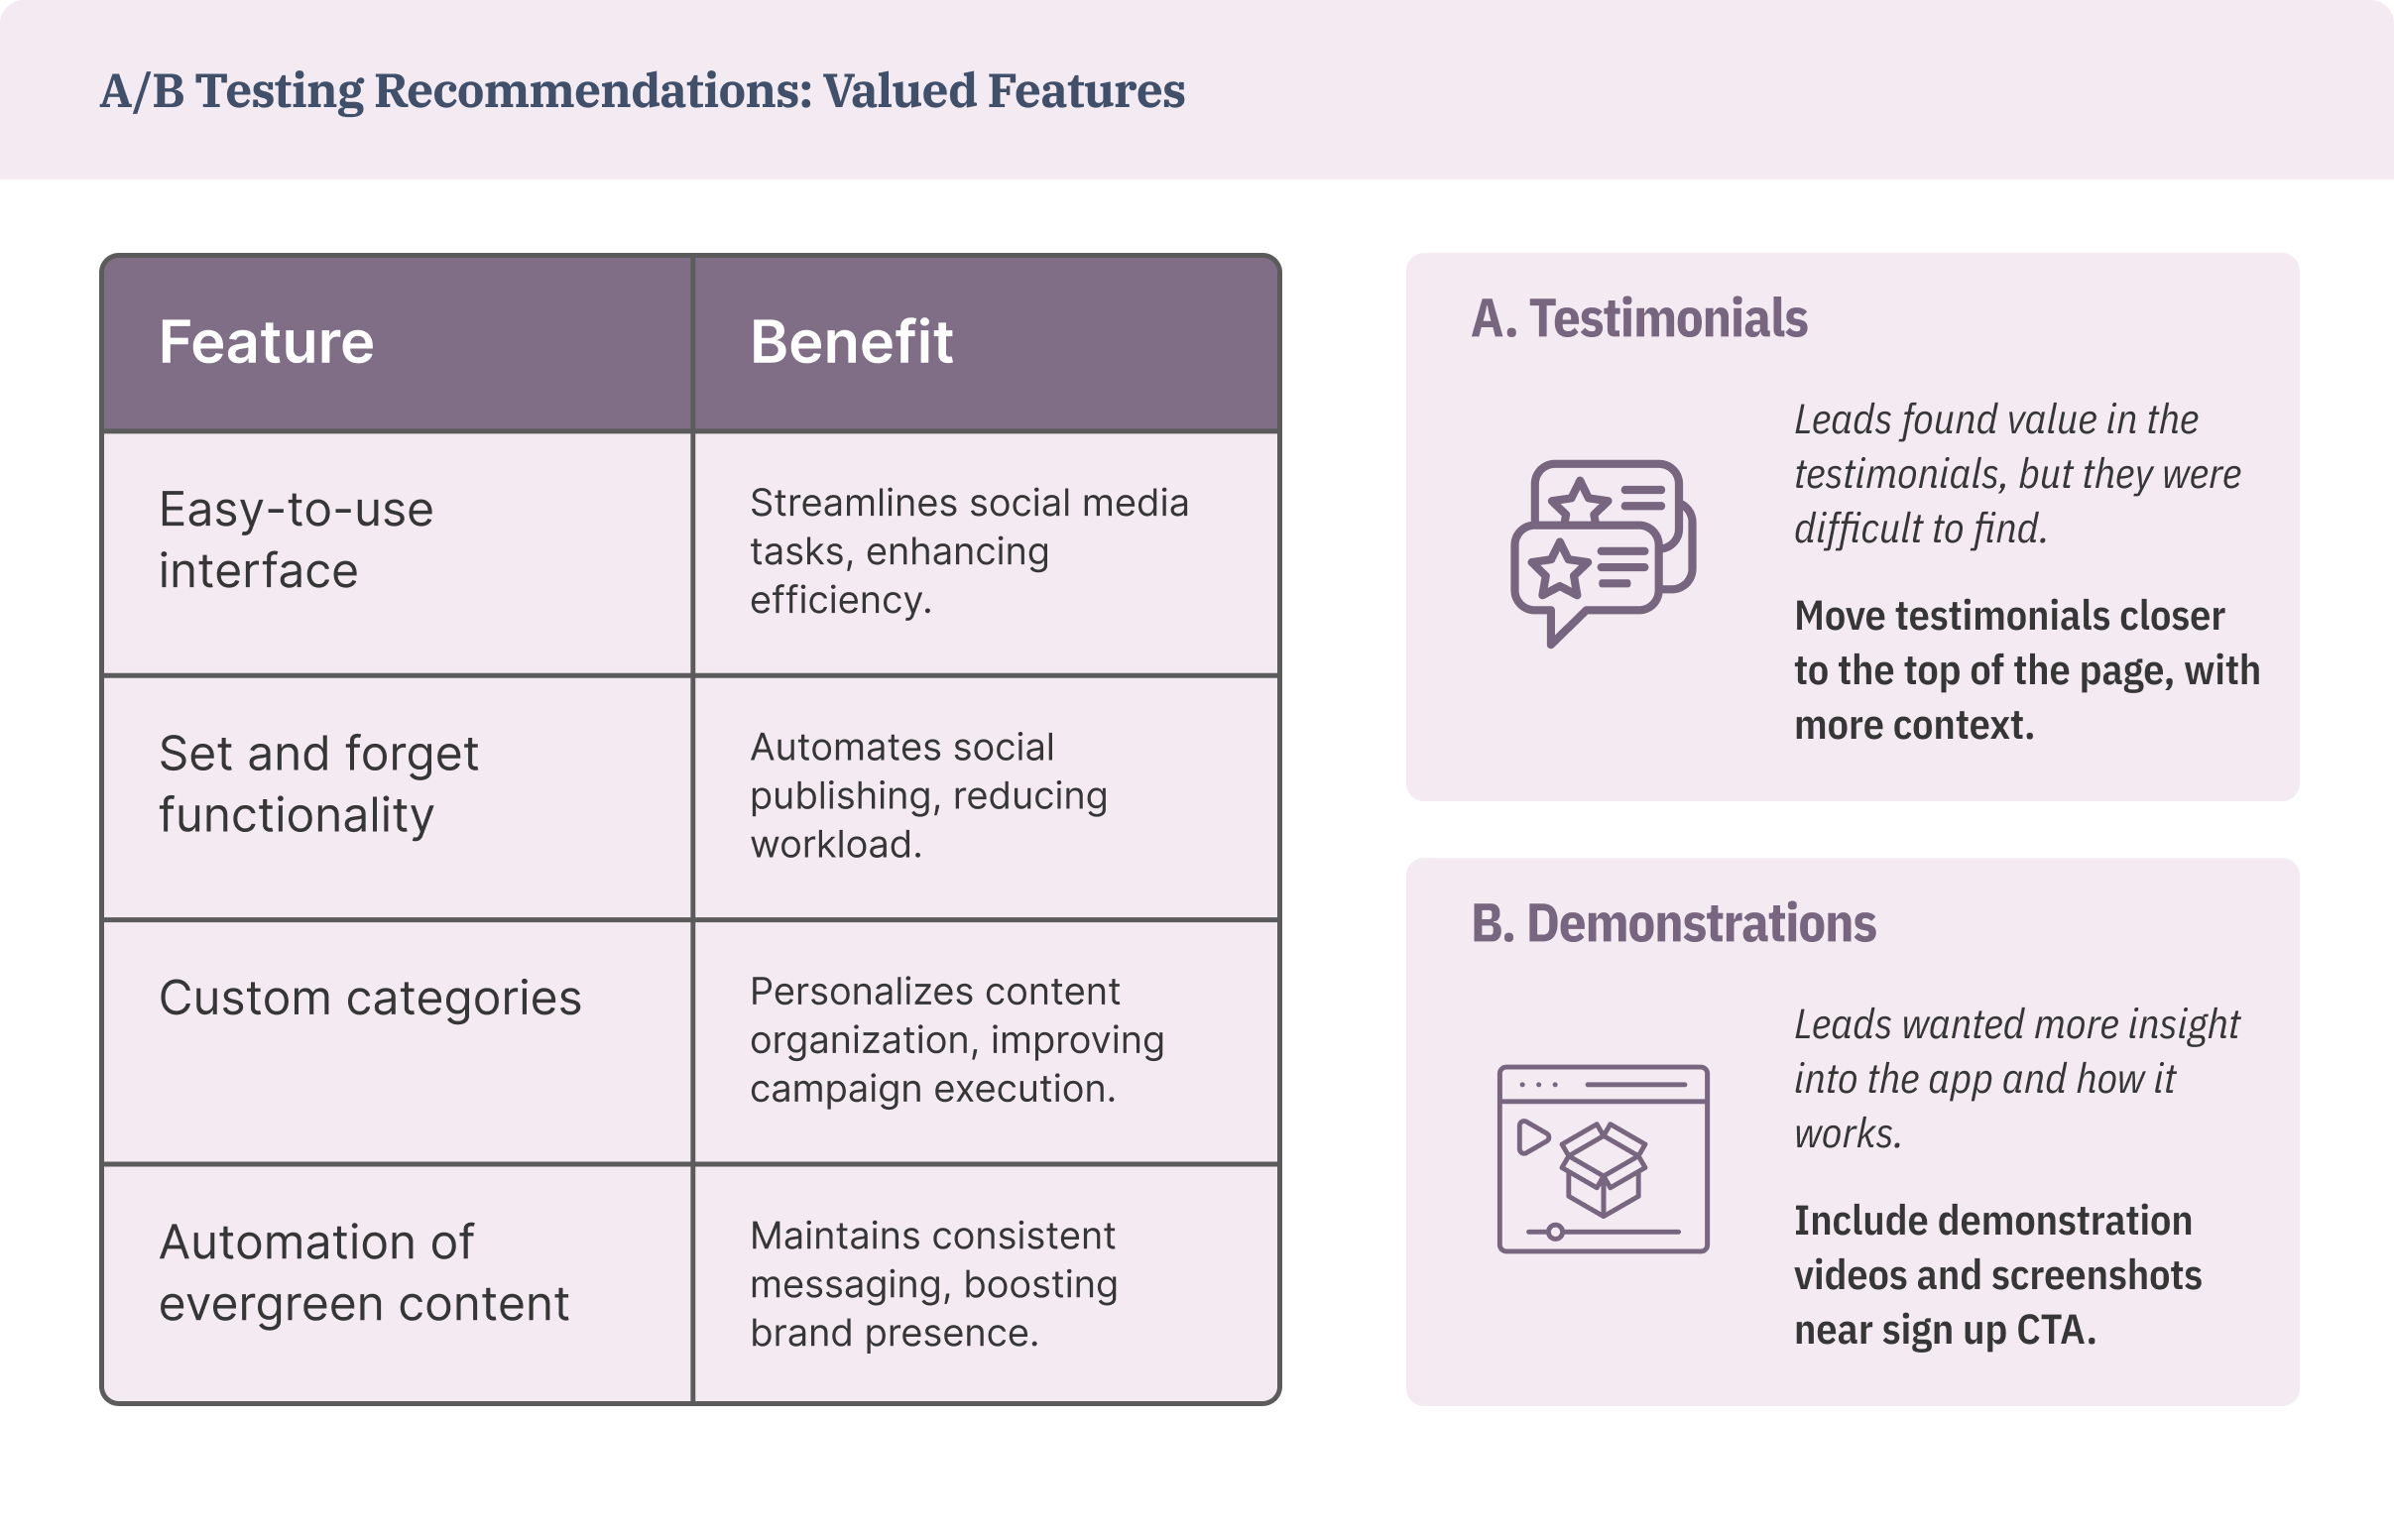 A/B Testing Recommendations: Valued Features
Feature
Benefit
Easy-to-use
interface
Streamlines social media
tasks, enhancing
efficiency.
Set and forget
functionality
Automates social
publishing, reducing
workload.
Custom categories
Personalizes content
organization, improving
campaign execution.
Automation of
evergreen content
Maintains consistent
messaging, boosting
brand presence.
A. Testimonials
Leads found value in the
testimonials, but they were
difficult to find.
Move testimonials closer
to the top of the page, with
more context.
B. Demonstrations
Leads wanted more insight
into the app and how it
works.
Include demonstration
videos and screenshots
near sign up CTA.